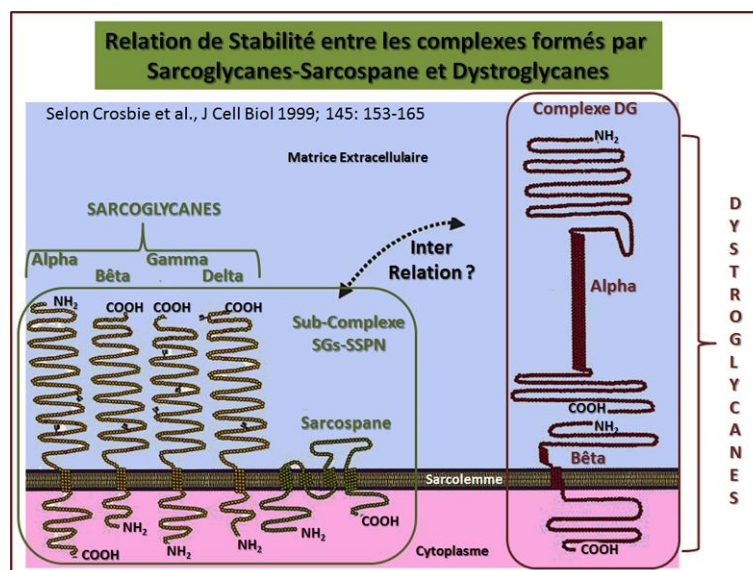 Relation de Stabilité entre les complexes formés par
Sarcoglycanes-Sarcospane et Dystroglycanes
Selon Crosbie et al., J Cell Biol 1999; 145: 153-165
Complexe DG
NH2
Matrice Extracellulaire
SARCOGLYCANES
Alpha
Bêta
Gamma
Delta
Inter
Relation ?
Alpha
DYSTROGLYCANES
NH2
COOH
COOH
COOH
Sub-Complexe
SGs-SSPN
Sarcospane
COOH
NH2
Bêta
Sarcolemme
COOH
NH2
NH2
NH2
NH2
COOH
Cytoplasme
COOH